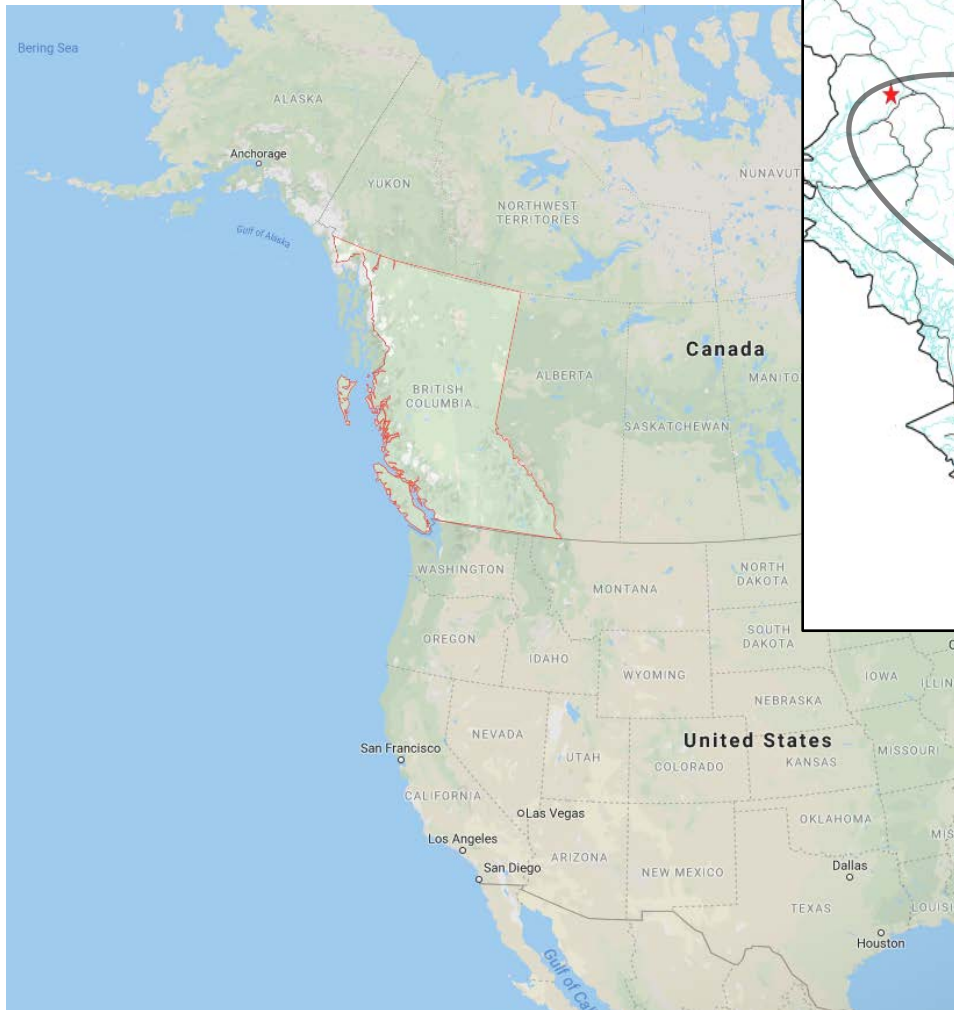 Bering Sea
ALASKA
Anchorage
YUKON
NUNAVUT
NORTHWEST
TERRITORIES
Gulf of Alaska
Canada
ALBERTA
MANITO
BRITISH
COLUMBIA
SASKATCHEWAN
WASHINGTON
NORTH
DAKOTA
MONTANA
OREGON
SOUTH
DAKOTA
IDAHO
WYOMING
IOWA
ILLIN
NEBRASKA
NEVADA
United States
San Francisco
UTAH
COLORADO
KANSAS
MISSOURI
CALIFORNIA
Las Vegas
OKLAHOMA
Los Angeles
MIS
ARIZONA
San Diego
NEW MEXICO
Dallas
TEXAS
LOUISI
Houston
Gulf of Cal